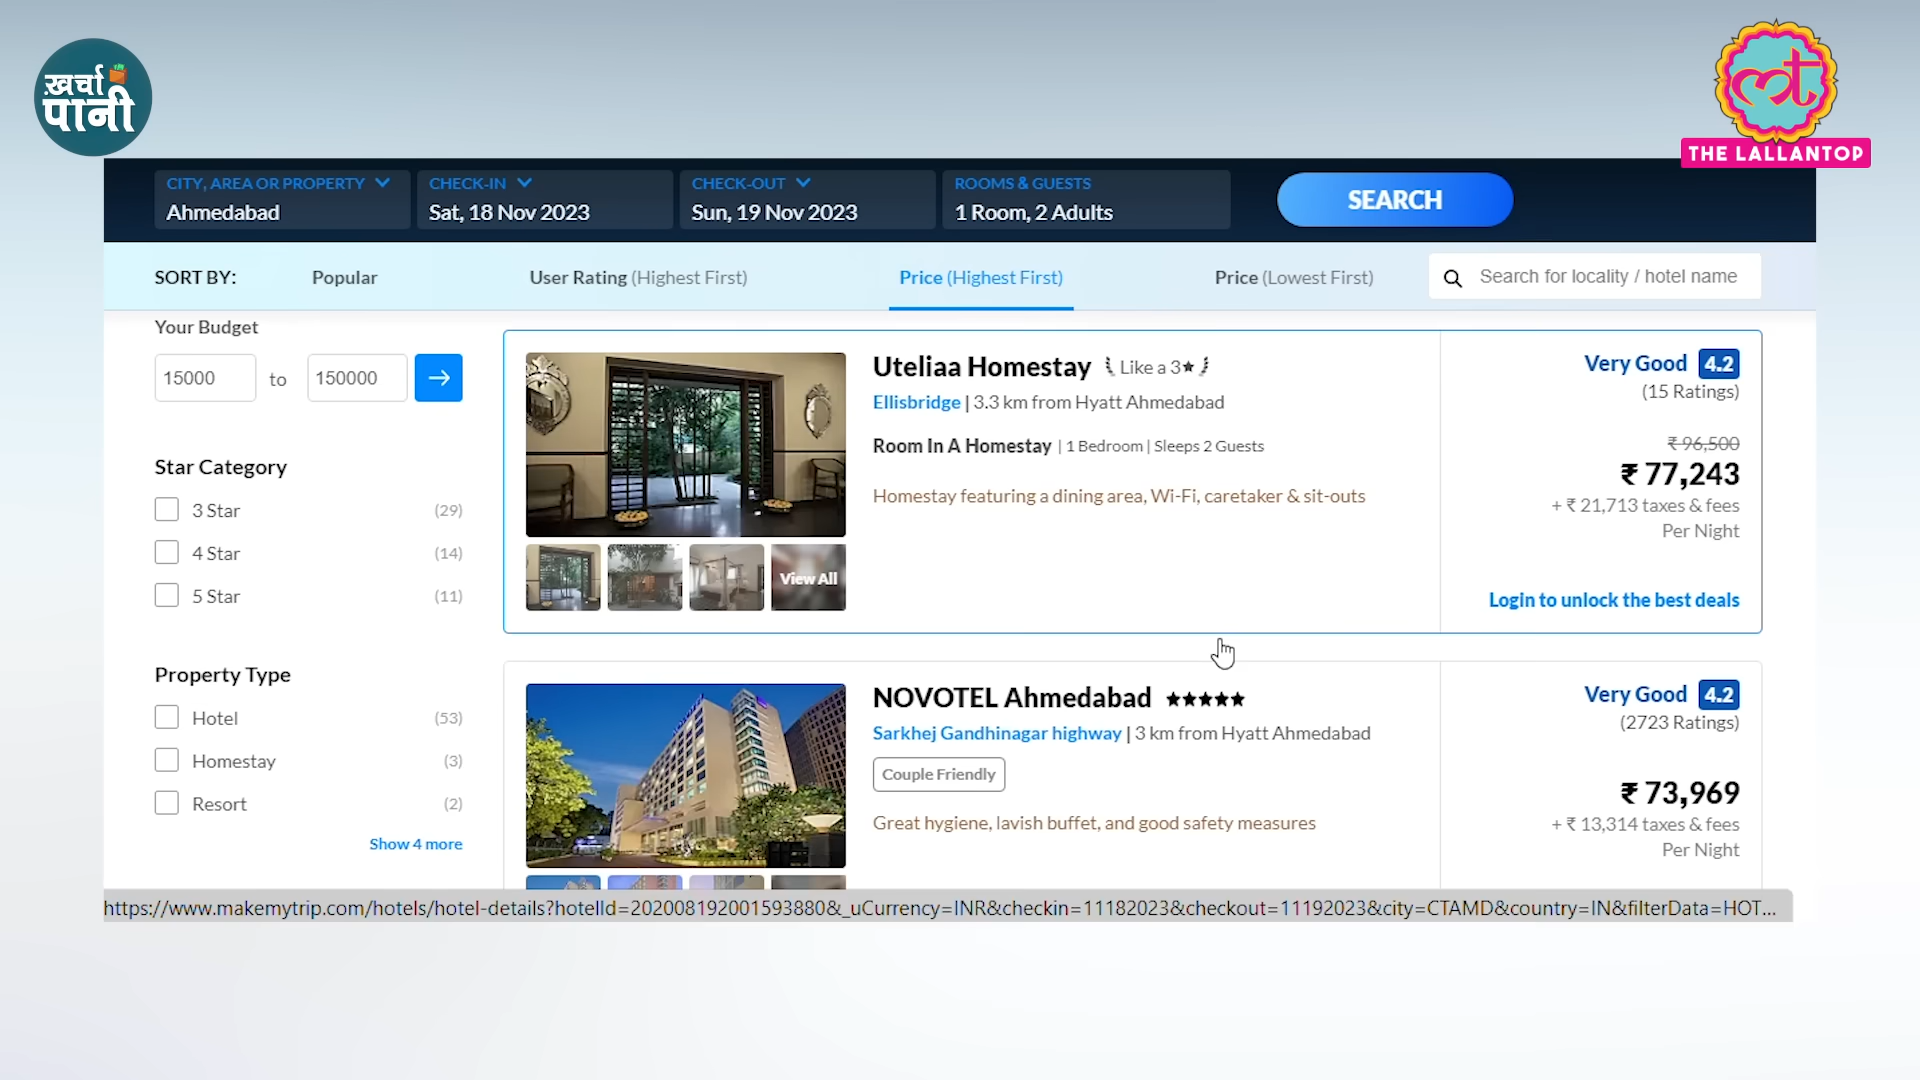 ख़र्चा
पानी
THE LALLANTOP
CITY, AREA OR PROPERTY
Ahmedabad
CHECK-IN
Sat, 18 Nov 2023
CHECK-OUT
Sun, 19 Nov 2023
ROOMS & GUESTS
1 Room, 2 Adults
SEARCH
SORT BY:
Popular
User Rating (Highest First)
Price (Highest First)
Price (Lowest First)
Search for locality / hotel name
Your Budget
15000 to 150000
Star Category
3 Star (29)
4 Star (14)
5 Star (11)
Property Type
Hotel (53)
Homestay (3)
Resort (2)
Show 4 more
Uteliaa Homestay Like a 3★
Ellisbridge | 3.3 km from Hyatt Ahmedabad
Room In A Homestay | 1 Bedroom | Sleeps 2 Guests
Homestay featuring a dining area, Wi-Fi, caretaker & sit-outs
View All
Very Good 4.2
(15 Ratings)
₹ 96,500
₹ 77,243
+ ₹ 21,713 taxes & fees
Per Night
Login to unlock the best deals
NOVOTEL Ahmedabad ★★★★★
Sarkhej Gandhinagar highway | 3 km from Hyatt Ahmedabad
Couple Friendly
Great hygiene, lavish buffet, and good safety measures
Very Good 4.2
(2723 Ratings)
₹ 73,969
+ ₹ 13,314 taxes & fees
Per Night
https://www.makemytrip.com/hotels/hotel-details?hotelId=202008192001593880&_uCurrency=INR&checkin=11182023&checkout=11192023&city=CTAMD&country=IN&filterData=HOT...